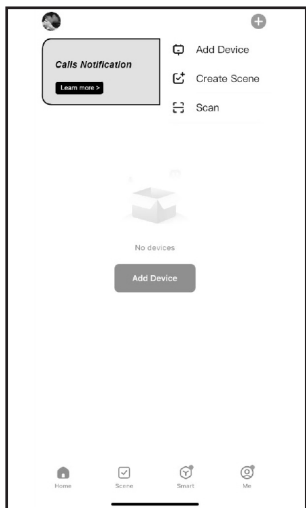 Calls Notification
Learn more >
Add Device
Create Scene
Scan
No devices
Add Device
Home
Scene
Smart
Me